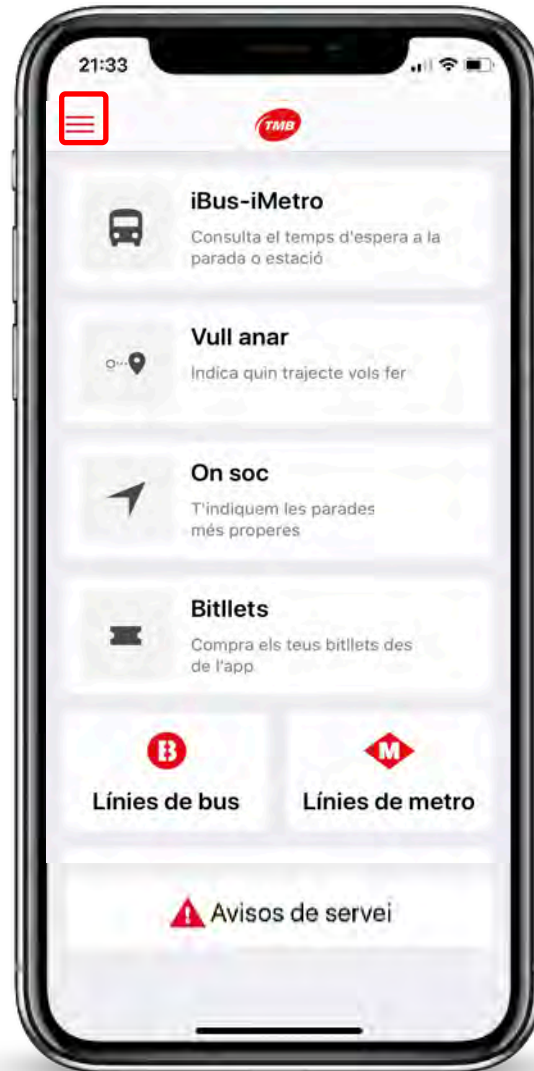 21:33
TMB
iBus-iMetro
Consulta el temps d'espera a la
parada o estació
Vull anar
Indica quin trajecte vols fer
On soc
T'indiquem les parades
més properes
Bitllets
Compra els teus bitllets des
de l'app
B
M
Línies de bus
Línies de metro
Avisos de servei